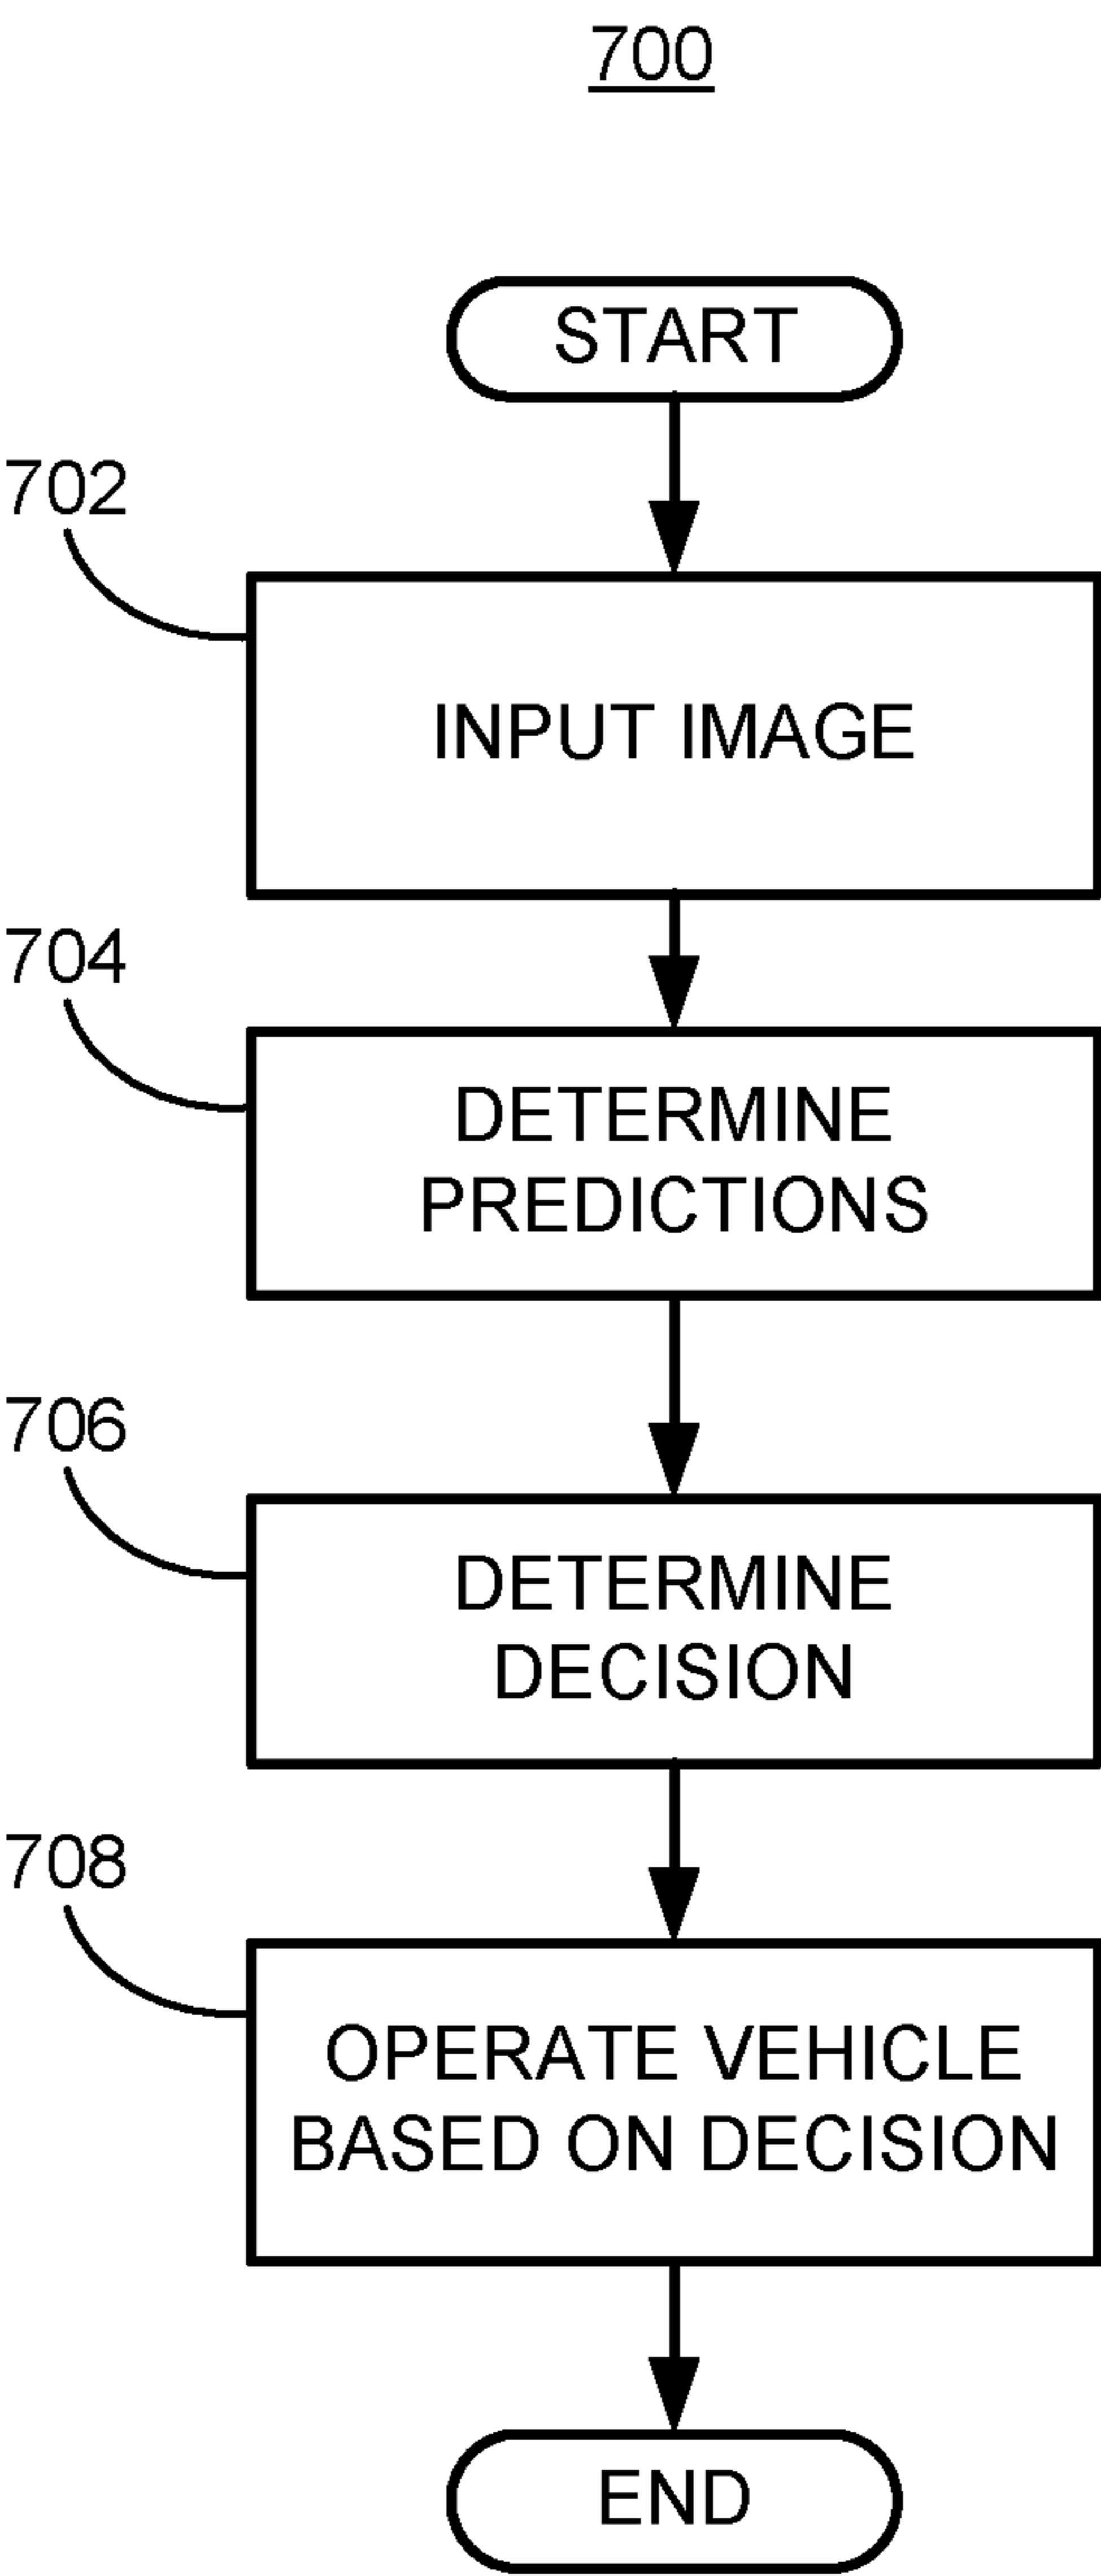 700
START
702
INPUT IMAGE
704
DETERMINE
PREDICTIONS
706
DETERMINE
DECISION
708
OPERATE VEHICLE
BASED ON DECISION
END